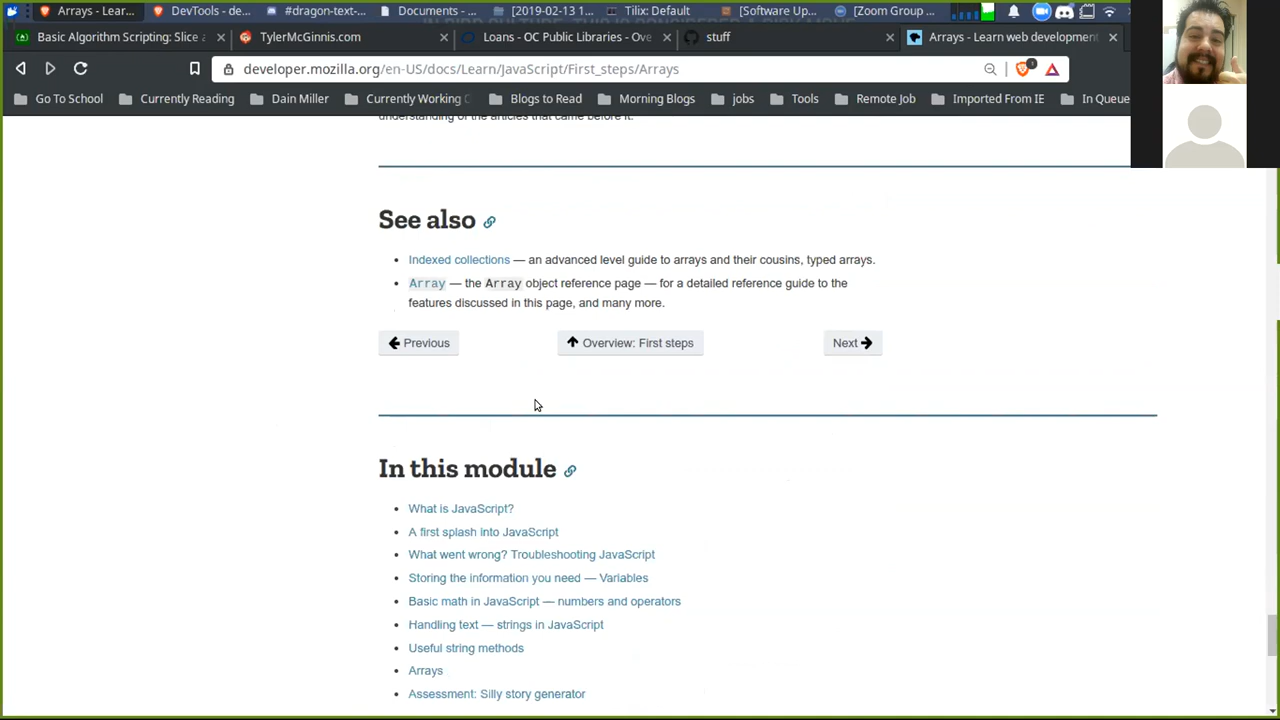 Arrays - Lear...
DevTools - de...
#dragon-text-...
Documents - ...
[2019-02-13 1...
Tilix: Default
[Software Up...
[Zoom Group ...
Basic Algorithm Scripting: Slice a
TylerMcGinnis.com
Loans - OC Public Libraries - Ove
stuff
Arrays - Learn web development
developer.mozilla.org/en-US/docs/Learn/JavaScript/First_steps/Arrays
1
Go To School
Currently Reading
Dain Miller
Currently Working
Blogs to Read
Morning Blogs
jobs
Tools
Remote Job
Imported From IE
In Queue
understanding of the articles that came before it.
See also
Indexed collections — an advanced level guide to arrays and their cousins, typed arrays.
Array — the Array object reference page — for a detailed reference guide to the
features discussed in this page, and many more.
Previous
Overview: First steps
Next
In this module
What is JavaScript?
A first splash into JavaScript
What went wrong? Troubleshooting JavaScript
Storing the information you need — Variables
Basic math in JavaScript — numbers and operators
Handling text — strings in JavaScript
Useful string methods
Arrays
Assessment: Silly story generator